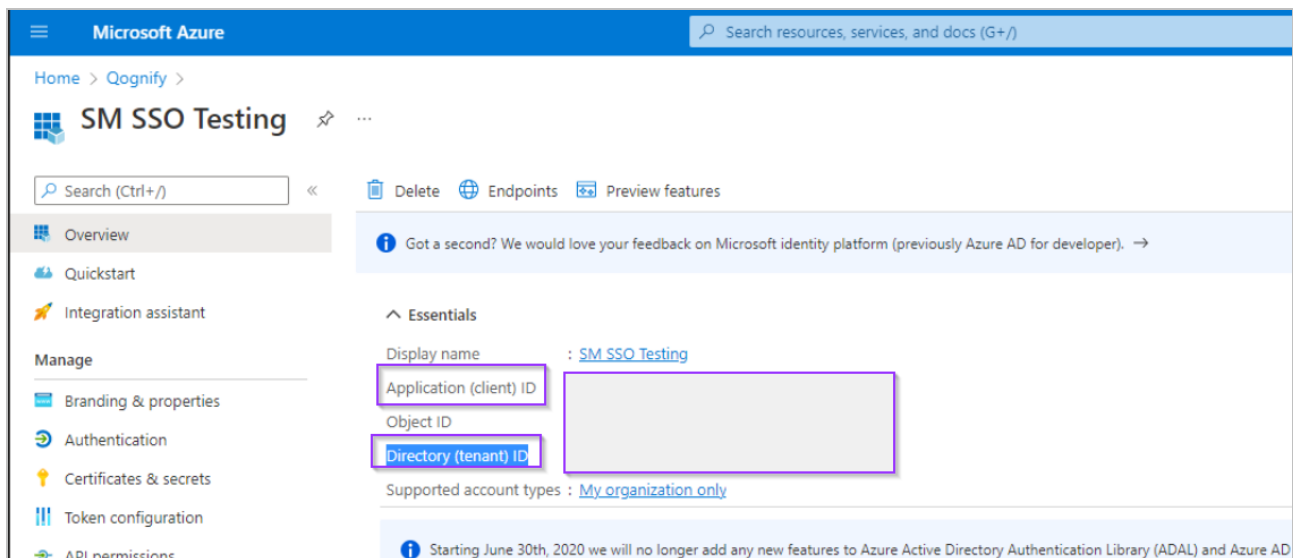 Microsoft Azure
Search resources, services, and docs (G+/)
Home > Qognify >
SM SSO Testing
Search (Ctrl+/)
«
Delete Endpoints Preview features
Overview
Got a second? We would love your feedback on Microsoft identity platform (previously Azure AD for developer). →
Quickstart
Integration assistant
Essentials
Manage
Display name : SM SSO Testing
Application (client) ID
Branding & properties
Object ID
Authentication
Directory (tenant) ID
Certificates & secrets
Supported account types : My organization only
Token configuration
Starting June 30th, 2020 we will no longer add any new features to Azure Active Directory Authentication Library (ADAL) and Azure AD
API permissions